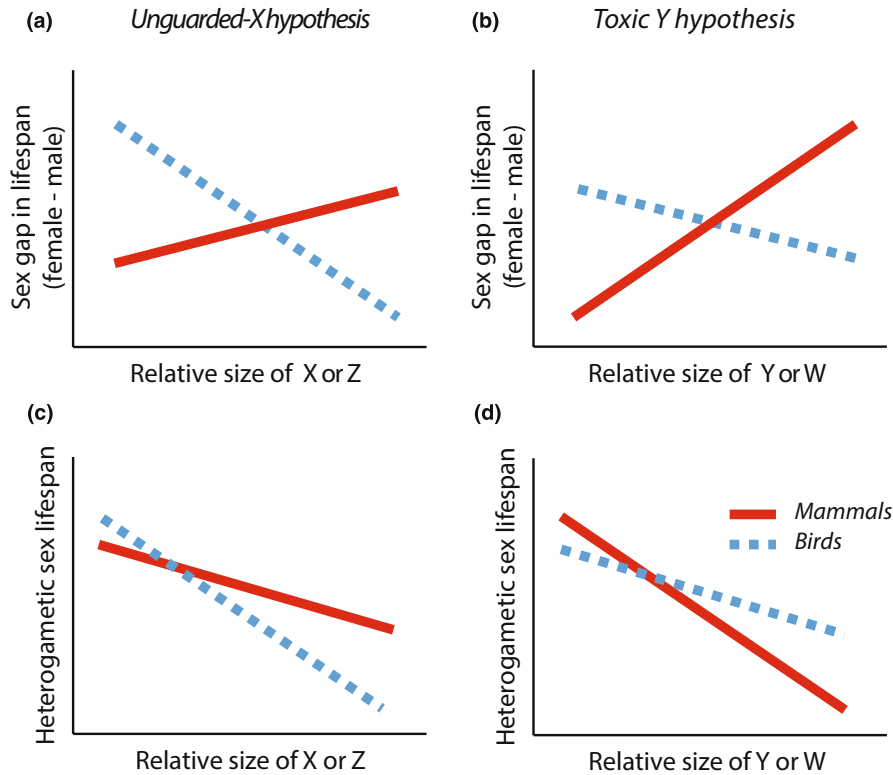 (a)
Unguarded-X hypothesis
Sex gap in lifespan
(female - male)
Relative size of X or Z
(b)
Toxic Y hypothesis
Sex gap in lifespan
(female - male)
Relative size of Y or W
(c)
Heterogametic sex lifespan
Relative size of X or Z
(d)
Heterogametic sex lifespan
Mammals
Birds
Relative size of Y or W